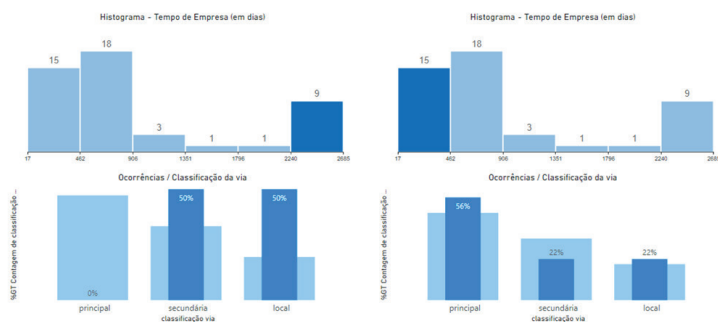 Histograma - Tempo de Empresa (em dias)
15
18
3
1
1
9
17
462
906
1351
1796
2240
2685
Ocorrências / Classificação da via
%GT Contagem de classificação ...
0%
50%
50%
principal
secundária
local
classificação via
Histograma - Tempo de Empresa (em dias)
15
18
3
1
1
9
17
462
906
1351
1796
2240
2685
Ocorrências / Classificação da via
%GT Contagem de classificação ...
56%
22%
22%
principal
secundária
local
classificação via